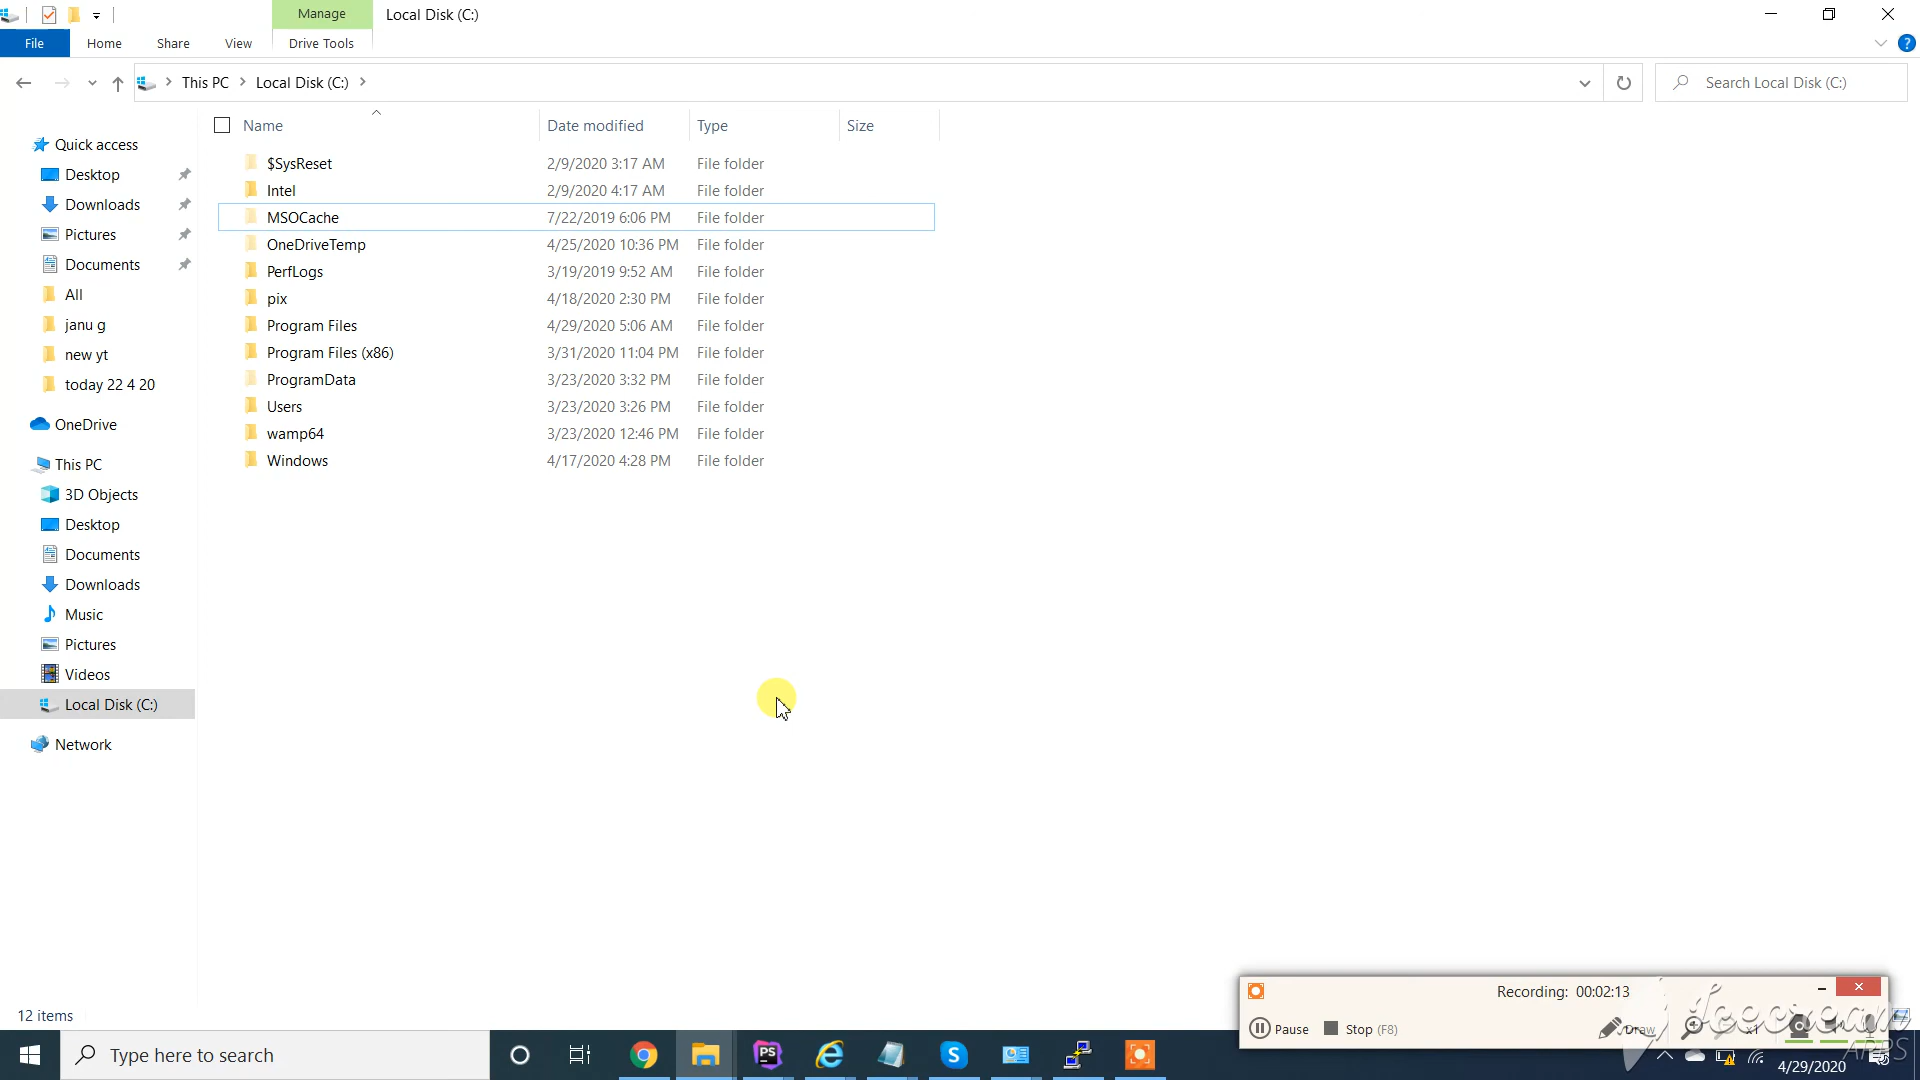 Manage
Local Disk (C:)
File
Home
Share
View
Drive Tools
This PC
Local Disk (C:)
Search Local Disk (C:)
Name
Date modified
Type
Size
Quick access
Desktop
Downloads
Pictures
Documents
All
janu g
new yt
today 22 4 20
OneDrive
This PC
3D Objects
Desktop
Documents
Downloads
Music
Pictures
Videos
Local Disk (C:)
Network
$SysReset 2/9/2020 3:17 AM File folder
Intel 2/9/2020 4:17 AM File folder
MSOCache 7/22/2019 6:06 PM File folder
OneDriveTemp 4/25/2020 10:36 PM File folder
PerfLogs 3/19/2019 9:52 AM File folder
pix 4/18/2020 2:30 PM File folder
Program Files 4/29/2020 5:06 AM File folder
Program Files (x86) 3/31/2020 11:04 PM File folder
ProgramData 3/23/2020 3:32 PM File folder
Users 3/23/2020 3:26 PM File folder
wamp64 3/23/2020 12:46 PM File folder
Windows 4/17/2020 4:28 PM File folder
12 items
Recording: 00:02:13
Pause
Stop (F8)
Draw
x1
Icecream
APPS
Type here to search
PS
4/29/2020